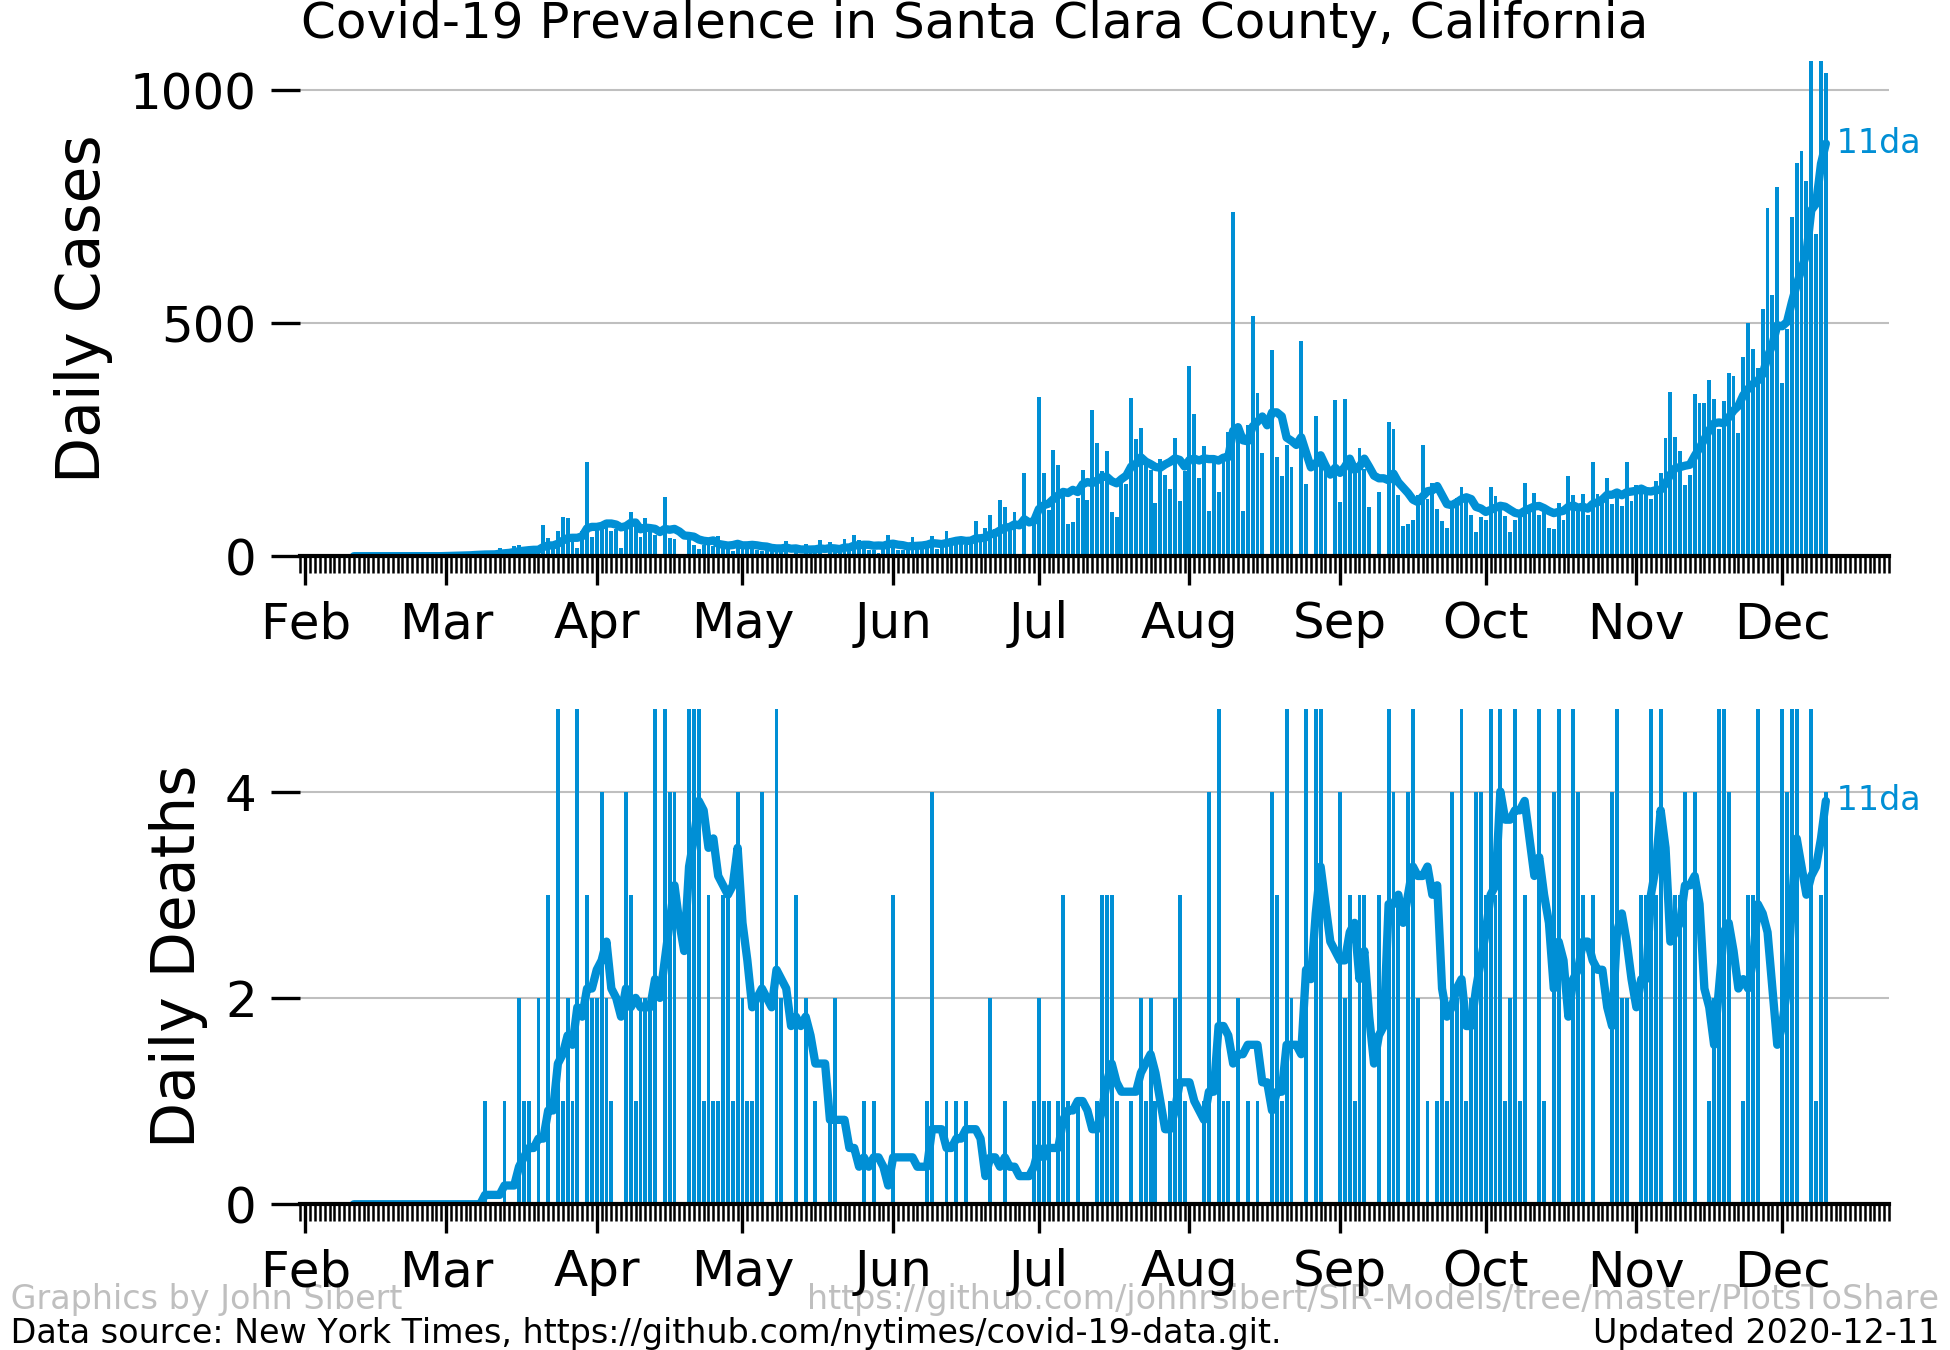 Covid-19 Prevalence in Santa Clara County, California
Daily Cases
1000
500
0
11da
Feb Mar Apr May Jun Jul Aug Sep Oct Nov Dec
Daily Deaths
4
2
0
11da
Feb Mar Apr May Jun Jul Aug Sep Oct Nov Dec
Graphics by John Sibert https://github.com/johnrsibert/SIR-Models/tree/master/PlotsToShare
Data source: New York Times, https://github.com/nytimes/covid-19-data.git. Updated 2020-12-11